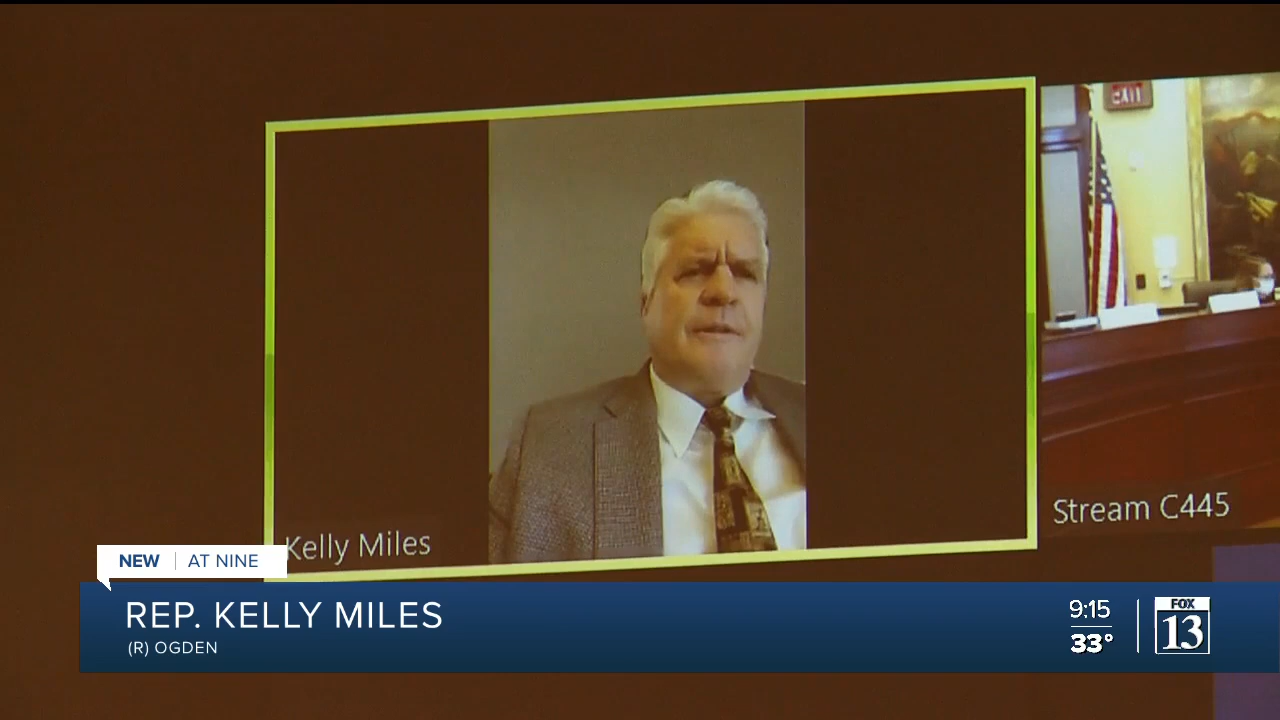 EXIT
Kelly Miles
Stream C445
NEW AT NINE
REP. KELLY MILES
(R) OGDEN
9:15
33°
FOX
13